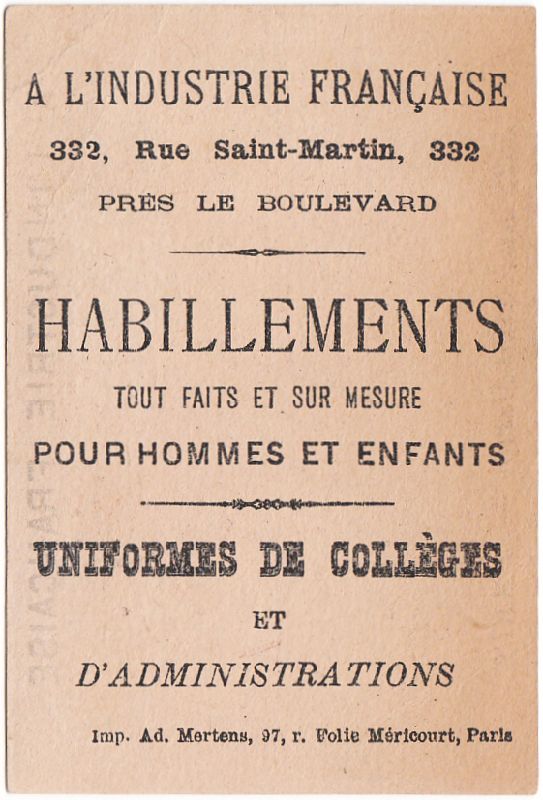 A L'INDUSTRIE FRANÇAISE
332, Rue Saint-Martin, 332
PRÈS LE BOULEVARD
HABILLEMENTS
TOUT FAITS ET SUR MESURE
POUR HOMMES ET ENFANTS
UNIFORMES DE COLLÈGES
ET
D'ADMINISTRATIONS
Imp. Ad. Mertens, 97, r. Folie Méricourt, Paris